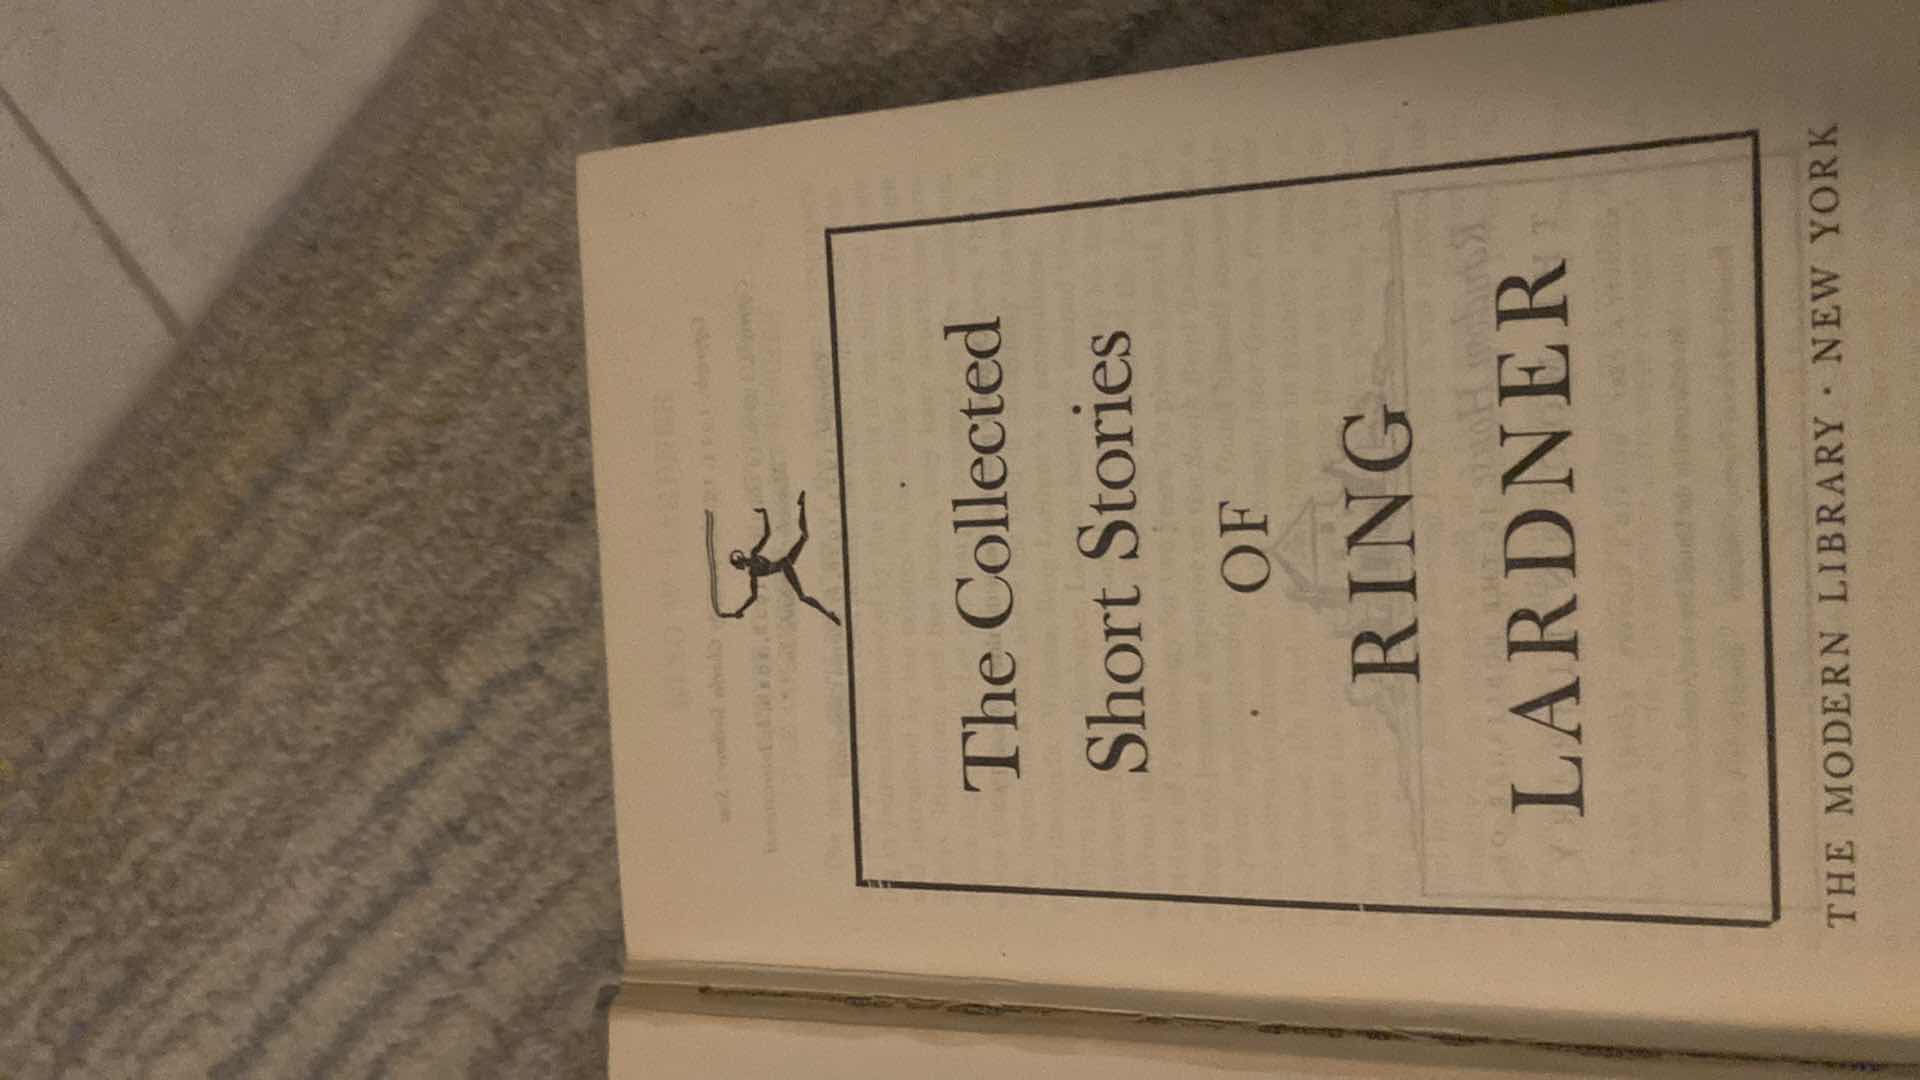 The Collected
Short Stories
OF
RING
LARDNER
THE MODERN LIBRARY · NEW YORK